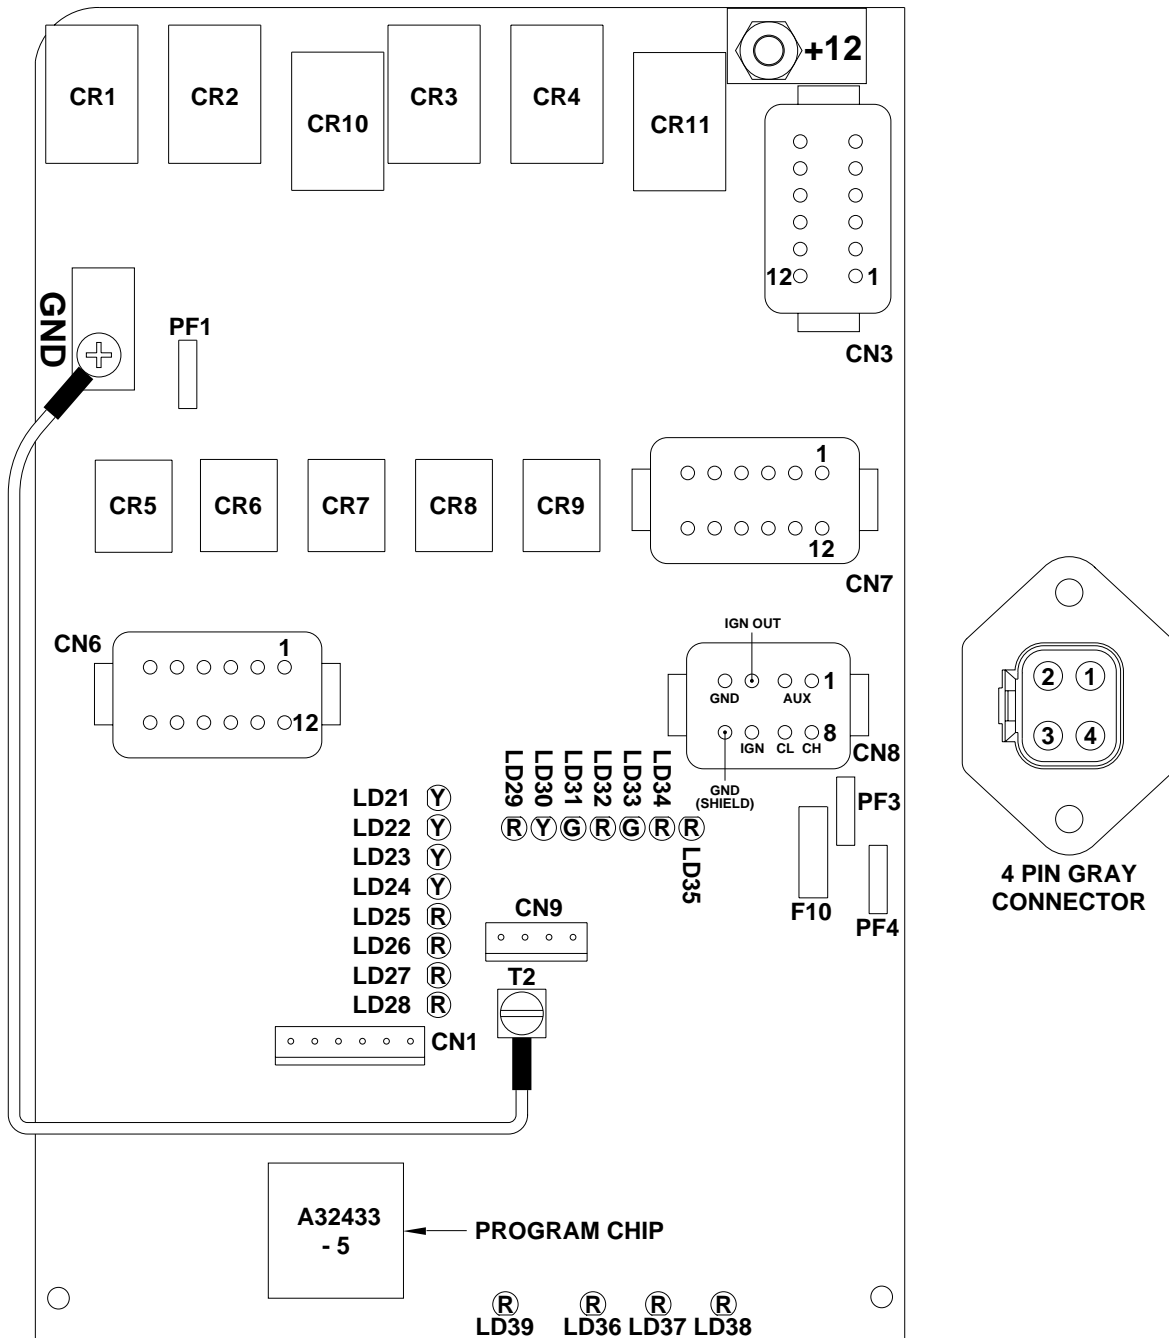 +12
CR1
CR2
CR10
CR3
CR4
CR11
12
1
CN3
GND
PF1
CR5
CR6
CR7
CR8
CR9
1
12
CN7
CN6
1
12
IGN OUT
GND
AUX
1
IGN
CL
CH
8
GND
(SHIELD)
CN8
2
1
3
4
4 PIN GRAY
CONNECTOR
LD29
LD30
LD31
LD32
LD33
LD34
R
Y
G
R
G
R
R
LD35
PF3
F10
PF4
LD21 Y
LD22 Y
LD23 Y
LD24 Y
LD25 R
LD26 R
LD27 R
LD28 R
CN9
T2
CN1
A32433
- 5
PROGRAM CHIP
R
R
R
R
LD39
LD36
LD37
LD38